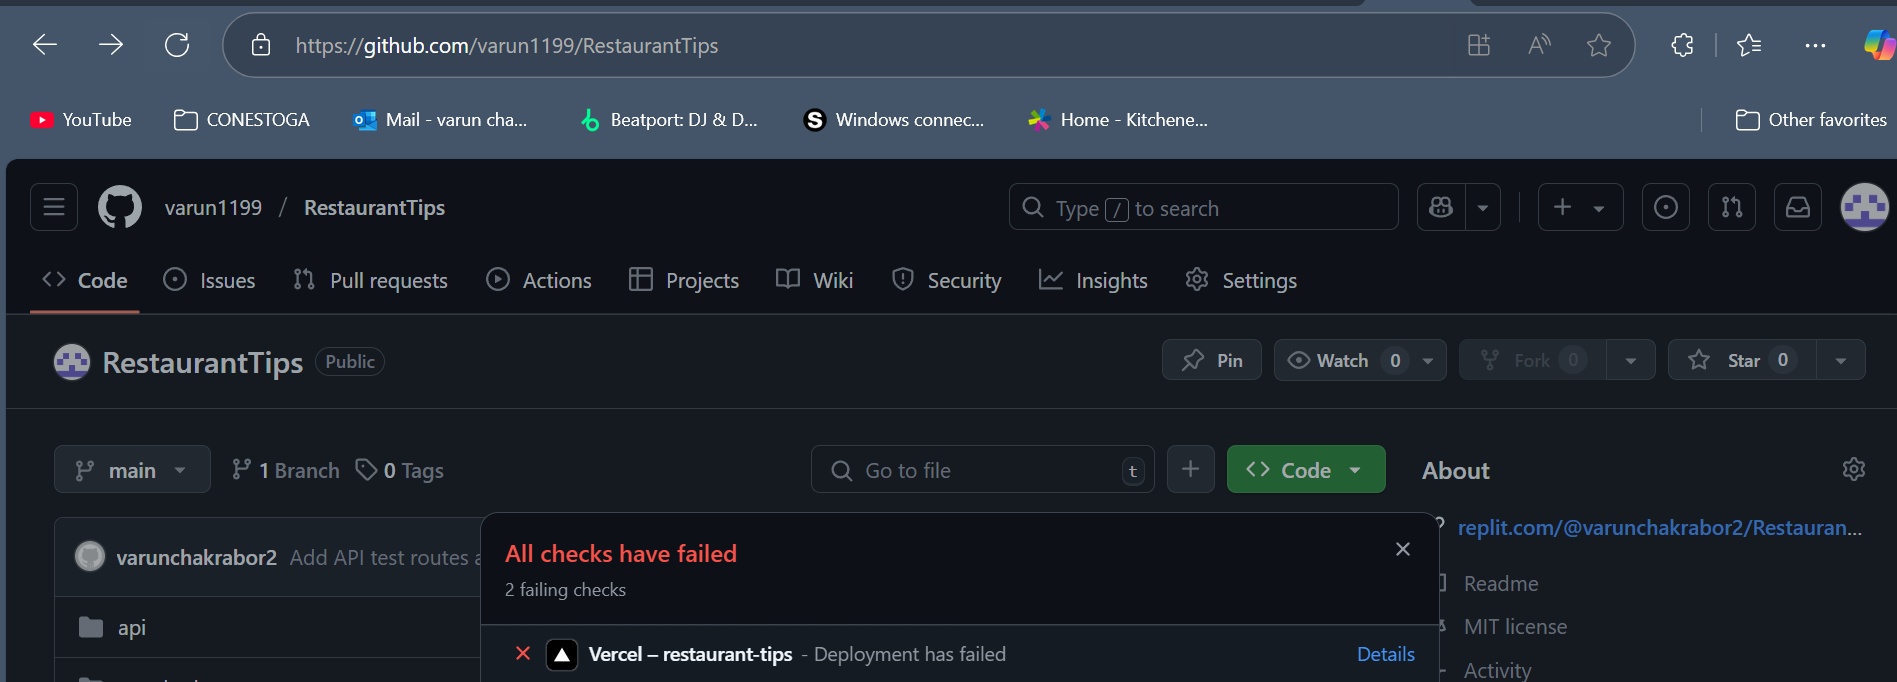 https://github.com/varun1199/RestaurantTips
YouTube CONESTOGA Mail - varun cha... Beatport: DJ & D... Windows connec... Home - Kitchene... Other favorites
varun1199 / RestaurantTips Type / to search
Code Issues Pull requests Actions Projects Wiki Security Insights Settings
RestaurantTips Public Pin Watch 0 Fork 0 Star 0
main 1 Branch 0 Tags Go to file t Code About
replit.com/@varunchakrabor2/Restauran...
varunchakrabor2 Add API test routes
All checks have failed
2 failing checks
Readme
api
MIT license
Vercel – restaurant-tips - Deployment has failed Details
Activity